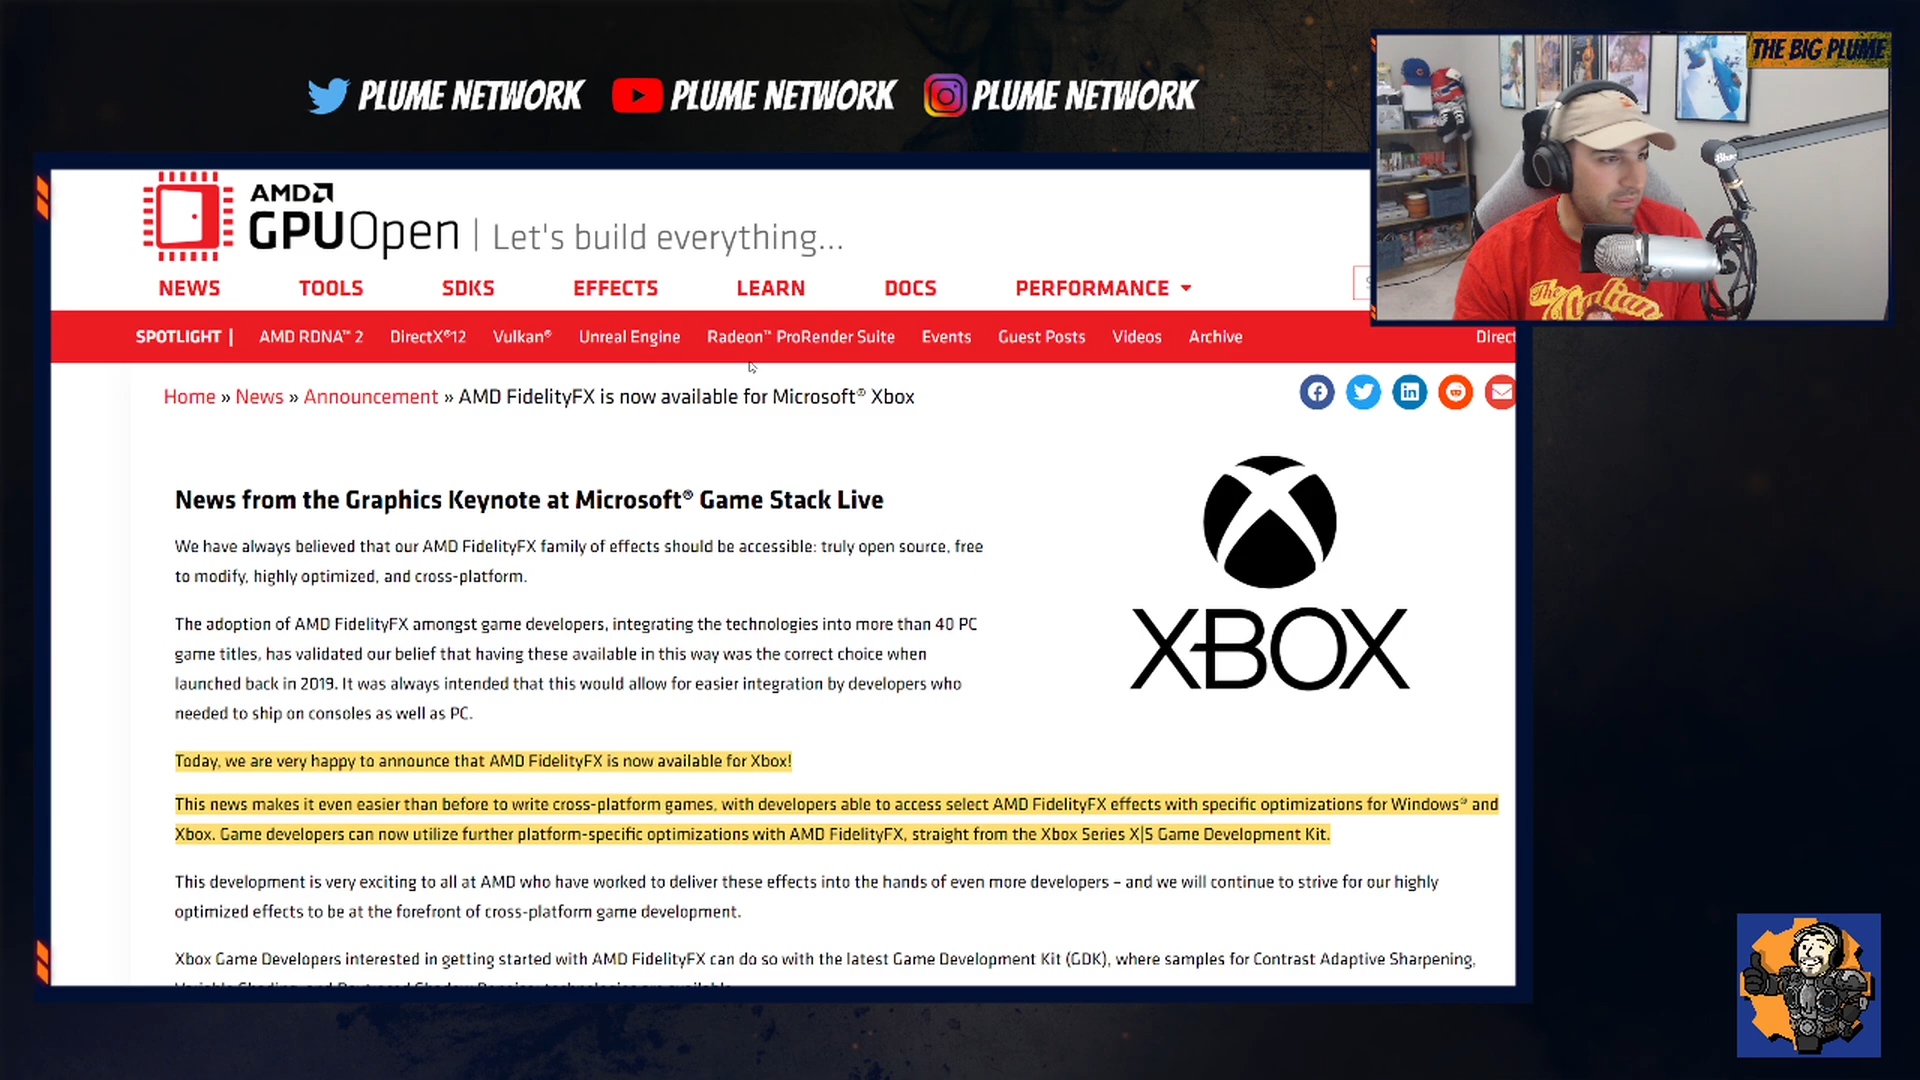 PLUME NETWORK PLUME NETWORK PLUME NETWORK
THE BIG PLUME
AMD
GPUOpen | Let's build everything...
NEWS TOOLS SDKS EFFECTS LEARN DOCS PERFORMANCE
SPOTLIGHT | AMD RDNA™ 2 DirectX®12 Vulkan® Unreal Engine Radeon™ ProRender Suite Events Guest Posts Videos Archive Direct
Home » News » Announcement » AMD FidelityFX is now available for Microsoft® Xbox
News from the Graphics Keynote at Microsoft® Game Stack Live
We have always believed that our AMD FidelityFX family of effects should be accessible: truly open source, free
to modify, highly optimized, and cross-platform.
The adoption of AMD FidelityFX amongst game developers, integrating the technologies into more than 40 PC
game titles, has validated our belief that having these available in this way was the correct choice when
launched back in 2019. It was always intended that this would allow for easier integration by developers who
needed to ship on consoles as well as PC.
XBOX
Today, we are very happy to announce that AMD FidelityFX is now available for Xbox!
This news makes it even easier than before to write cross-platform games, with developers able to access select AMD FidelityFX effects with specific optimizations for Windows® and
Xbox. Game developers can now utilize further platform-specific optimizations with AMD FidelityFX, straight from the Xbox Series X|S Game Development Kit.
This development is very exciting to all at AMD who have worked to deliver these effects into the hands of even more developers – and we will continue to strive for our highly
optimized effects to be at the forefront of cross-platform game development.
Xbox Game Developers interested in getting started with AMD FidelityFX can do so with the latest Game Development Kit (GDK), where samples for Contrast Adaptive Sharpening,
The